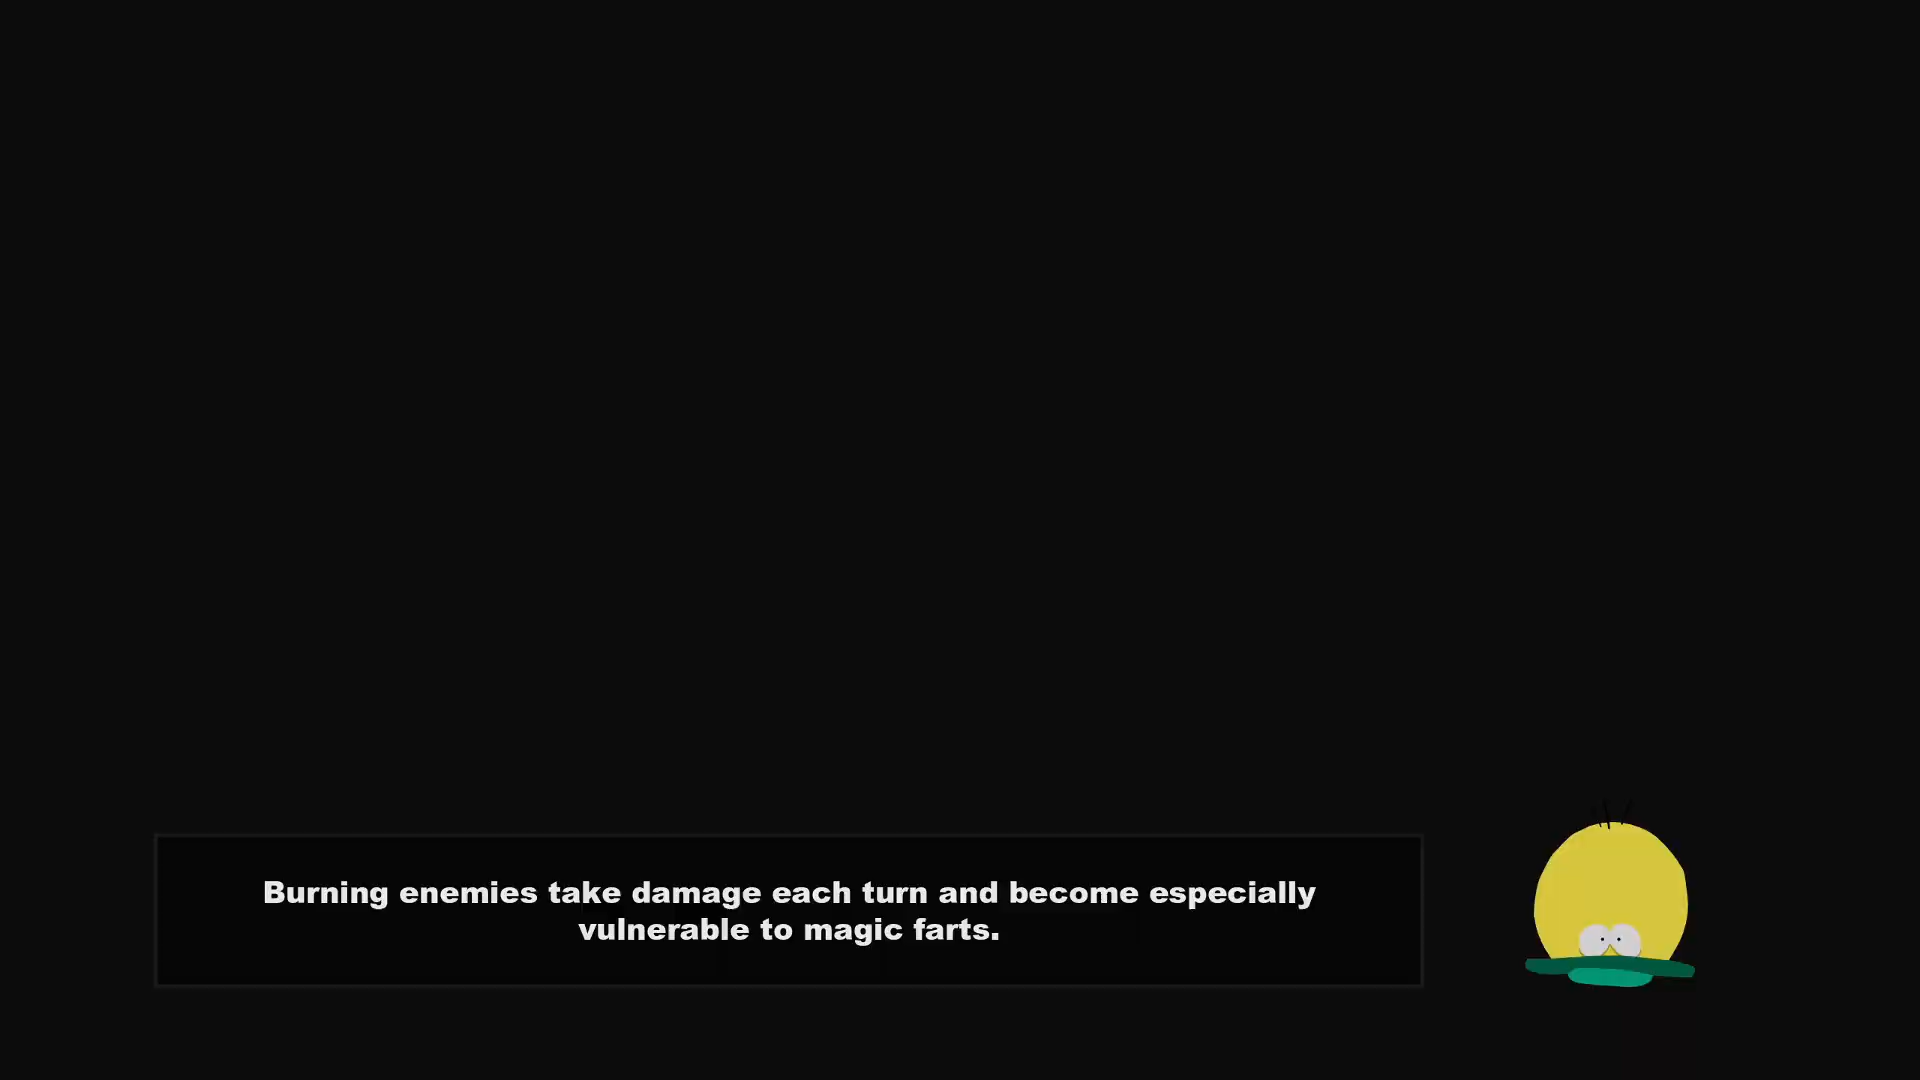 Burning enemies take damage each turn and become especially
vulnerable to magic farts.